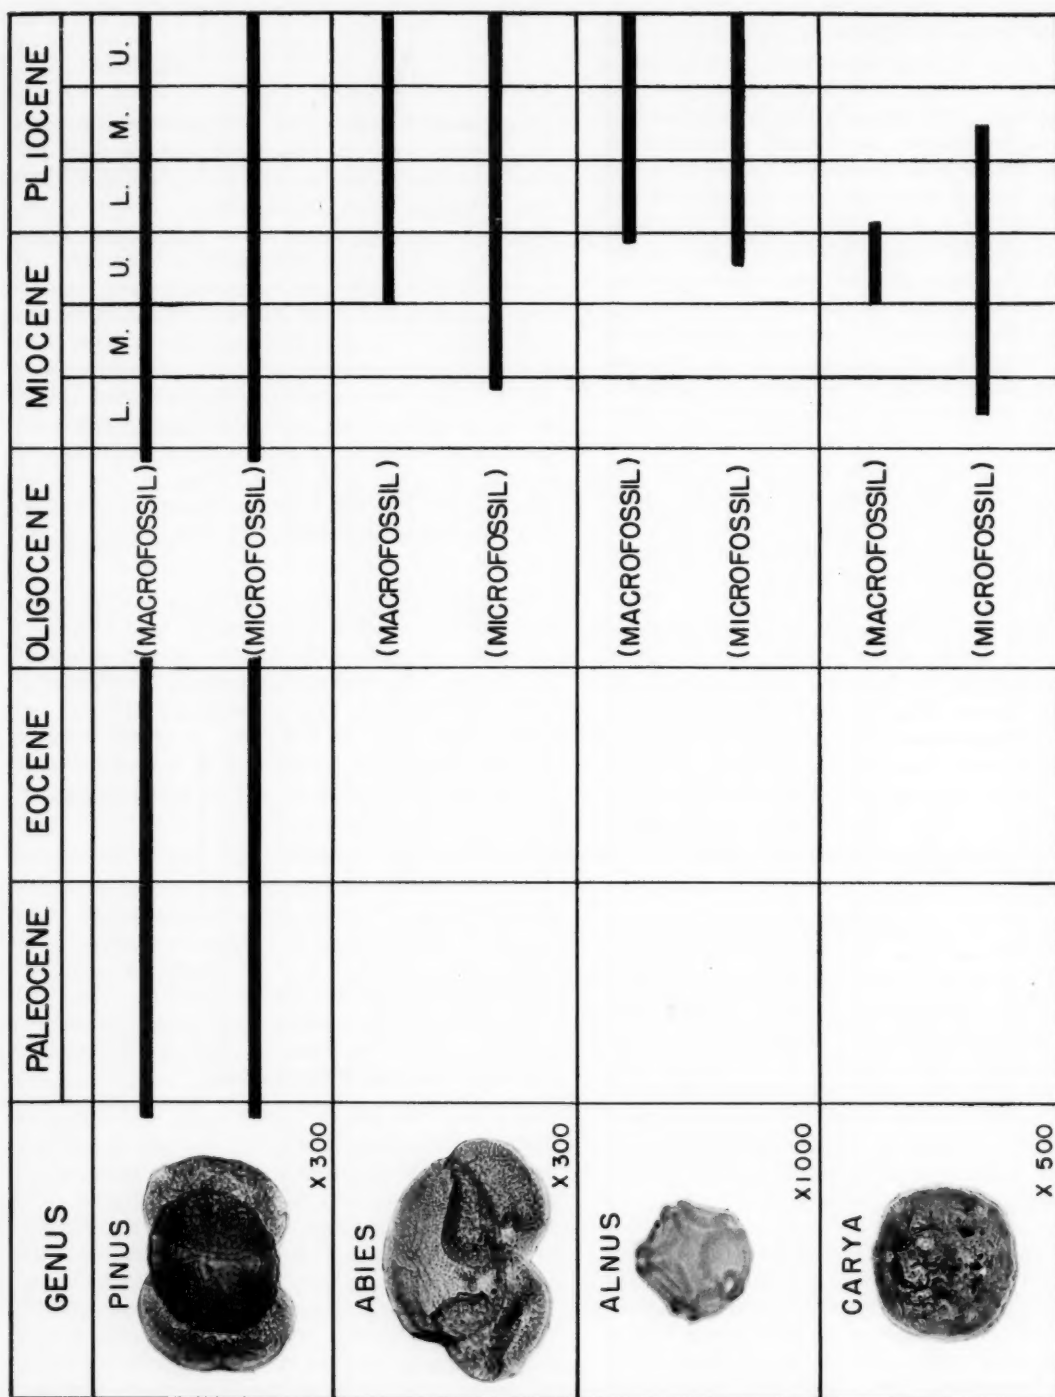 GENUS PALEOCENE EOCENE OLIGOCENE MIOCENE PLIOCENE
L. M. U. L. M. U.
PINUS
(MACROFOSSIL)
(MICROFOSSIL)
X 300
ABIES
(MACROFOSSIL)
(MICROFOSSIL)
X 300
ALNUS
(MACROFOSSIL)
(MICROFOSSIL)
X1000
CARYA
(MACROFOSSIL)
(MICROFOSSIL)
X 500